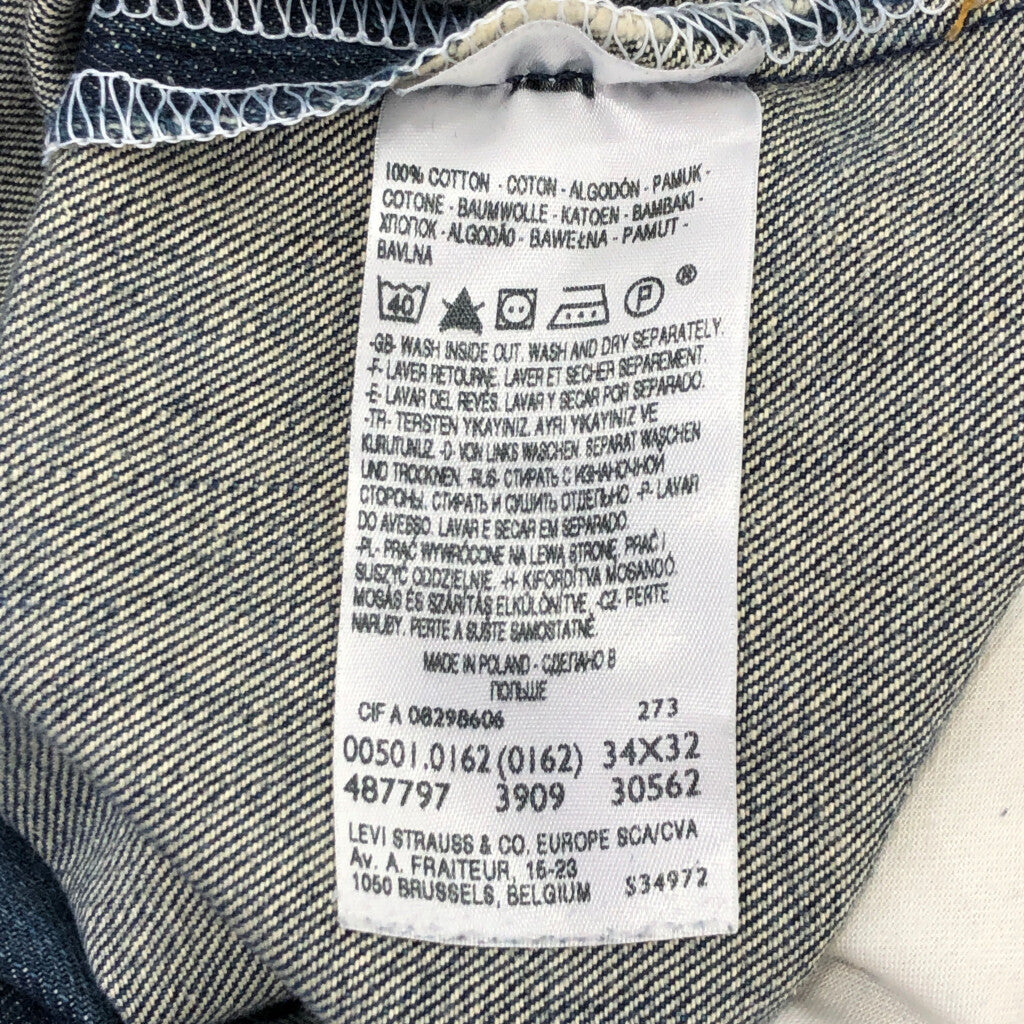 100% COTTON - COTON - ALGODÓN - PAMUK -
COTONE - BAUMWOLLE - KATOEN - BAMBAKI -
ХЛОПОК - ALGODÃO - BAWEŁNA - PAMUT -
BAVLNA
40 P ®
-GB- WASH INSIDE OUT. WASH AND DRY SEPARATELY.
-F- LAVER RETOURNE. LAVER ET SECHER SEPAREMENT.
-E- LAVAR DEL REVÉS. LAVAR Y SECAR POR SEPARADO.
-TR- TERSTEN YIKAYINIZ. AYRI YIKAYINIZ VE
KURUTUNUZ. -D- VON LINKS WASCHEN. SEPARAT WASCHEN
UND TROCKNEN. -RUS- СТИРАТЬ С ИЗНАНОЧНОЙ
СТОРОНЫ. СТИРАТЬ И СУШИТЬ ОТДЕЛЬНО. -P- LAVAR
DO AVESSO. LAVAR E SECAR EM SEPARADO.
-PL- PRAĆ WYWRÓCONE NA LEWĄ STRONĘ. PRAĆ I
SUSZYĆ ODDZIELNIE. -H- KIFORDÍTVA MOSANDÓ.
MOSÁS ÉS SZÁRÍTÁS ELKÜLÖNÍTVE. -CZ- PERTE
NARUBY. PERTE A SUŠTE SAMOSTATNĚ.
MADE IN POLAND - СДЕЛАНО В
ПОЛЬШЕ
CIF A 08298606 273
00501.0162 (0162) 34X32
487797 3909 30562
LEVI STRAUSS & CO. EUROPE SCA/CVA
Av. A. FRAITEUR, 15-23
1050 BRUSSELS, BELGIUM S34972